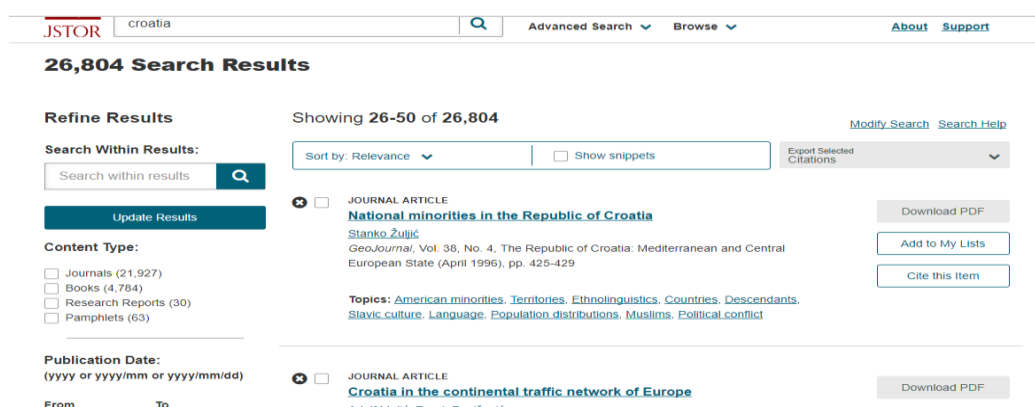 JSTOR
croatia
Advanced Search
Browse
About
Support
26,804 Search Results
Refine Results
Search Within Results:
Search within results
Update Results
Content Type:
Journals (21,927)
Books (4,784)
Research Reports (30)
Pamphlets (63)
Publication Date:
(yyyy or yyyy/mm or yyyy/mm/dd)
From To
Showing 26-50 of 26,804
Modify Search Search Help
Sort by: Relevance
Show snippets
Export Selected
Citations
JOURNAL ARTICLE
National minorities in the Republic of Croatia
Stanko Žuljić
GeoJournal, Vol. 38, No. 4, The Republic of Croatia: Mediterranean and Central
European State (April 1996), pp. 425-429
Topics: American minorities, Territories, Ethnolinguistics, Countries, Descendants,
Slavic culture, Language, Population distributions, Muslims, Political conflict
Download PDF
Add to My Lists
Cite this Item
JOURNAL ARTICLE
Croatia in the continental traffic network of Europe
Download PDF